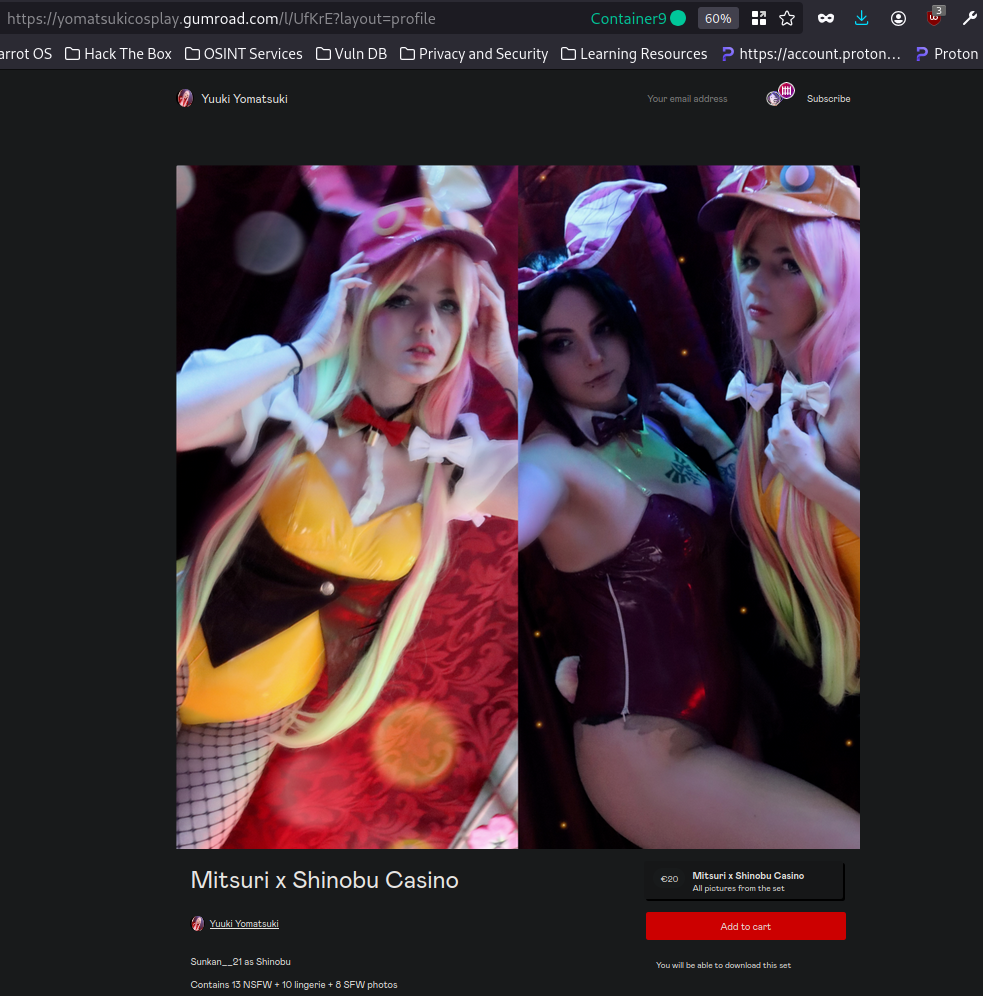 https://yomatsukicosplay.gumroad.com/l/UfKrE?layout=profile
Container9
60%
3
arrot OS
Hack The Box
OSINT Services
Vuln DB
Privacy and Security
Learning Resources
https://account.proton…
Proton
Yuuki Yomatsuki
Your email address
Subscribe
Mitsuri x Shinobu Casino
€20
Mitsuri x Shinobu Casino
All pictures from the set
Yuuki Yomatsuki
Add to cart
Sunkan__21 as Shinobu
You will be able to download this set
Contains 13 NSFW + 10 lingerie + 8 SFW photos